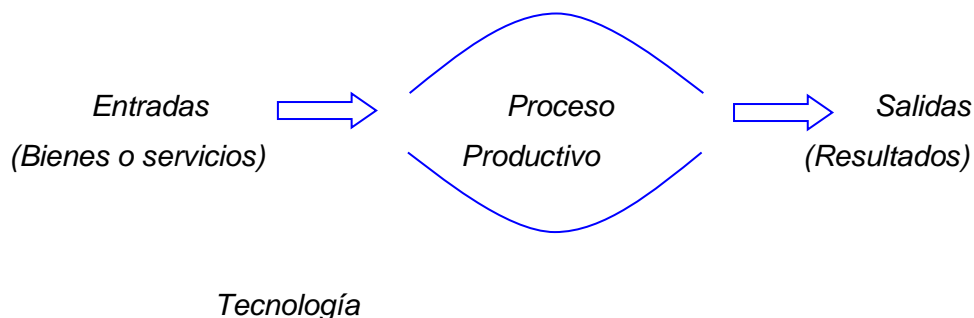 Entradas Proceso Salidas
(Bienes o servicios) Productivo (Resultados)
Tecnología